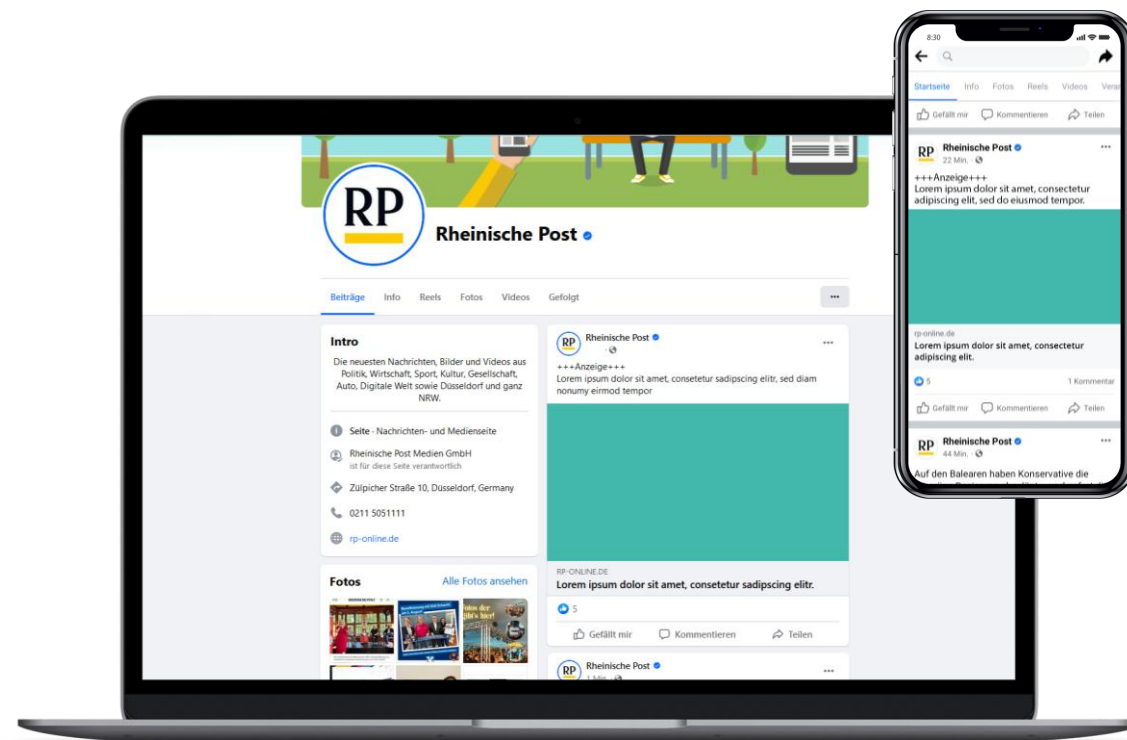 RP
Rheinische Post
Beiträge Info Reels Fotos Videos Gefolgt
Intro
Die neuesten Nachrichten, Bilder und Videos aus
Politik, Wirtschaft, Sport, Kultur, Gesellschaft,
Auto, Digitale Welt sowie Düsseldorf und ganz
NRW.
Seite - Nachrichten- und Medienseite
Rheinische Post Medien GmbH
ist für diese Seite verantwortlich
Zülpicher Straße 10, Düsseldorf, Germany
0211 5051111
rp-online.de
Fotos Alle Fotos ansehen
RP Rheinische Post
+++Anzeige+++
Lorem ipsum dolor sit amet, consetetur sadipscing elitr, sed diam
nonumy eirmod tempor
RP-ONLINE.DE
Lorem ipsum dolor sit amet, consetetur sadipscing elitr.
5
Gefällt mir Kommentieren Teilen
RP Rheinische Post
1 Min.
8:30
Startseite Info Fotos Reels Videos Veran
Gefällt mir Kommentieren Teilen
RP Rheinische Post
22 Min.
+++Anzeige+++
Lorem ipsum dolor sit amet, consectetur
adipiscing elit, sed do eiusmod tempor.
rp-online.de
Lorem ipsum dolor sit amet, consectetur
adipiscing elit.
5 1 Kommentar
Gefällt mir Kommentieren Teilen
RP Rheinische Post
44 Min.
Auf den Balearen haben Konservative die